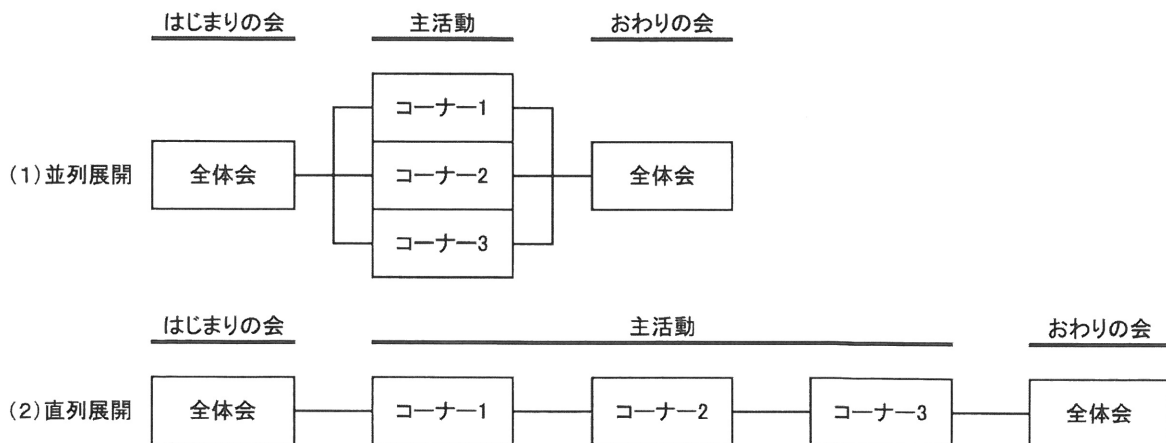 はじまりの会 主活動 おわりの会
コーナー1
(1)並列展開 全体会 コーナー2 全体会
コーナー3
はじまりの会 主活動 おわりの会
(2)直列展開 全体会 コーナー1 コーナー2 コーナー3 全体会